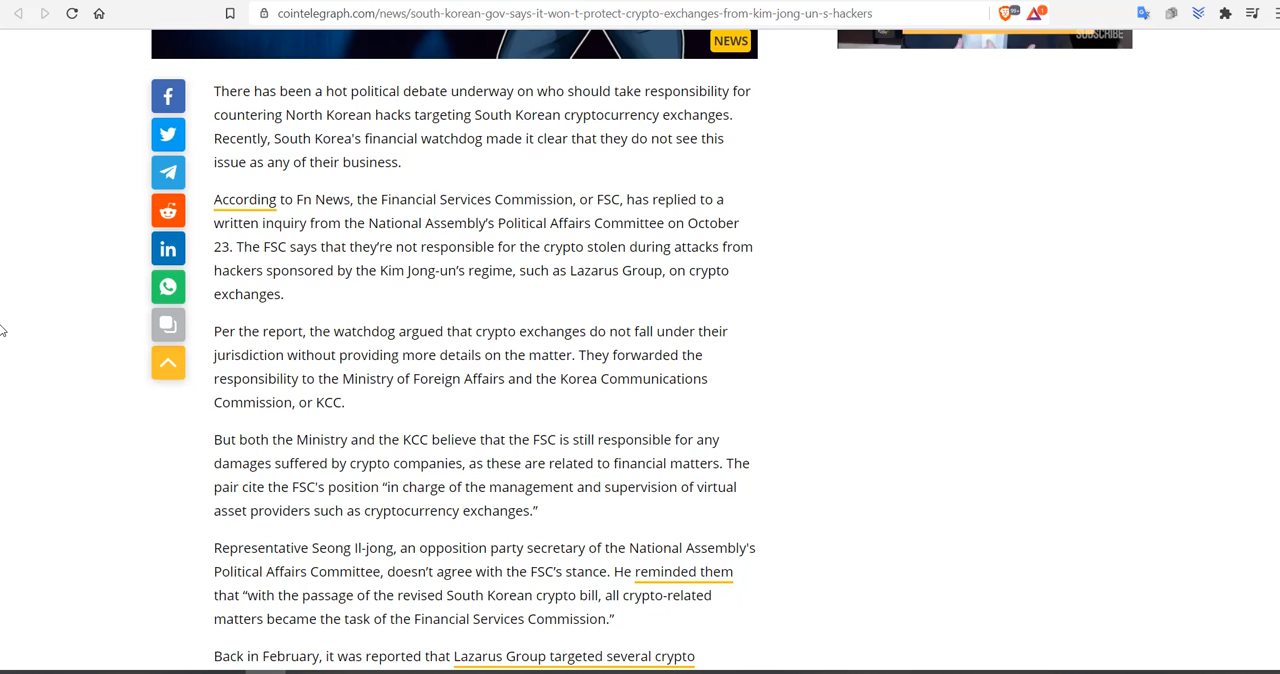 cointelegraph.com/news/south-korean-gov-says-it-won-t-protect-crypto-exchanges-from-kim-jong-un-s-hackers
99+
1
NEWS
SUBSCRIBE
There has been a hot political debate underway on who should take responsibility for
countering North Korean hacks targeting South Korean cryptocurrency exchanges.
Recently, South Korea's financial watchdog made it clear that they do not see this
issue as any of their business.
According to Fn News, the Financial Services Commission, or FSC, has replied to a
written inquiry from the National Assembly’s Political Affairs Committee on October
23. The FSC says that they’re not responsible for the crypto stolen during attacks from
hackers sponsored by the Kim Jong-un’s regime, such as Lazarus Group, on crypto
exchanges.
Per the report, the watchdog argued that crypto exchanges do not fall under their
jurisdiction without providing more details on the matter. They forwarded the
responsibility to the Ministry of Foreign Affairs and the Korea Communications
Commission, or KCC.
But both the Ministry and the KCC believe that the FSC is still responsible for any
damages suffered by crypto companies, as these are related to financial matters. The
pair cite the FSC's position “in charge of the management and supervision of virtual
asset providers such as cryptocurrency exchanges.”
Representative Seong Il-jong, an opposition party secretary of the National Assembly's
Political Affairs Committee, doesn’t agree with the FSC’s stance. He reminded them
that “with the passage of the revised South Korean crypto bill, all crypto-related
matters became the task of the Financial Services Commission.”
Back in February, it was reported that Lazarus Group targeted several crypto